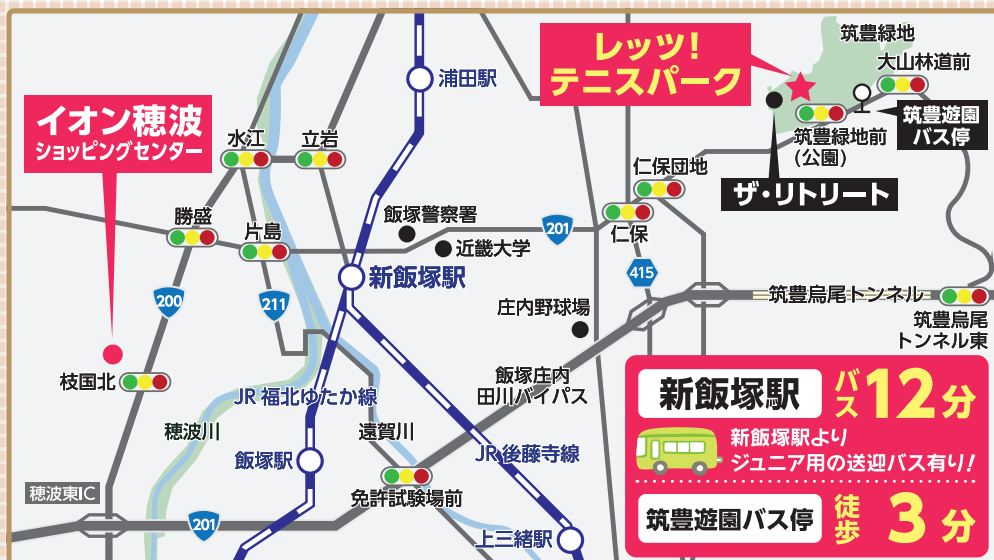 浦田駅
レッツ!
テニスパーク
筑豊緑地
大山林道前
筑豊遊園
バス停
筑豊緑地前
(公園)
ザ・リトリート
イオン穂波
ショッピングセンター
水江
立岩
仁保団地
仁保
勝盛
片島
飯塚警察署
近畿大学
201
新飯塚駅
415
200
211
庄内野球場
筑豊烏尾トンネル
筑豊烏尾
トンネル東
枝国北
JR福北ゆたか線
飯塚庄内
田川バイパス
穂波川
遠賀川
飯塚駅
JR後藤寺線
穂波東IC
免許試験場前
201
上三緒駅
新飯塚駅
バス
12分
新飯塚駅より
ジュニア用の送迎バス有り!
筑豊遊園バス停
徒歩
3分